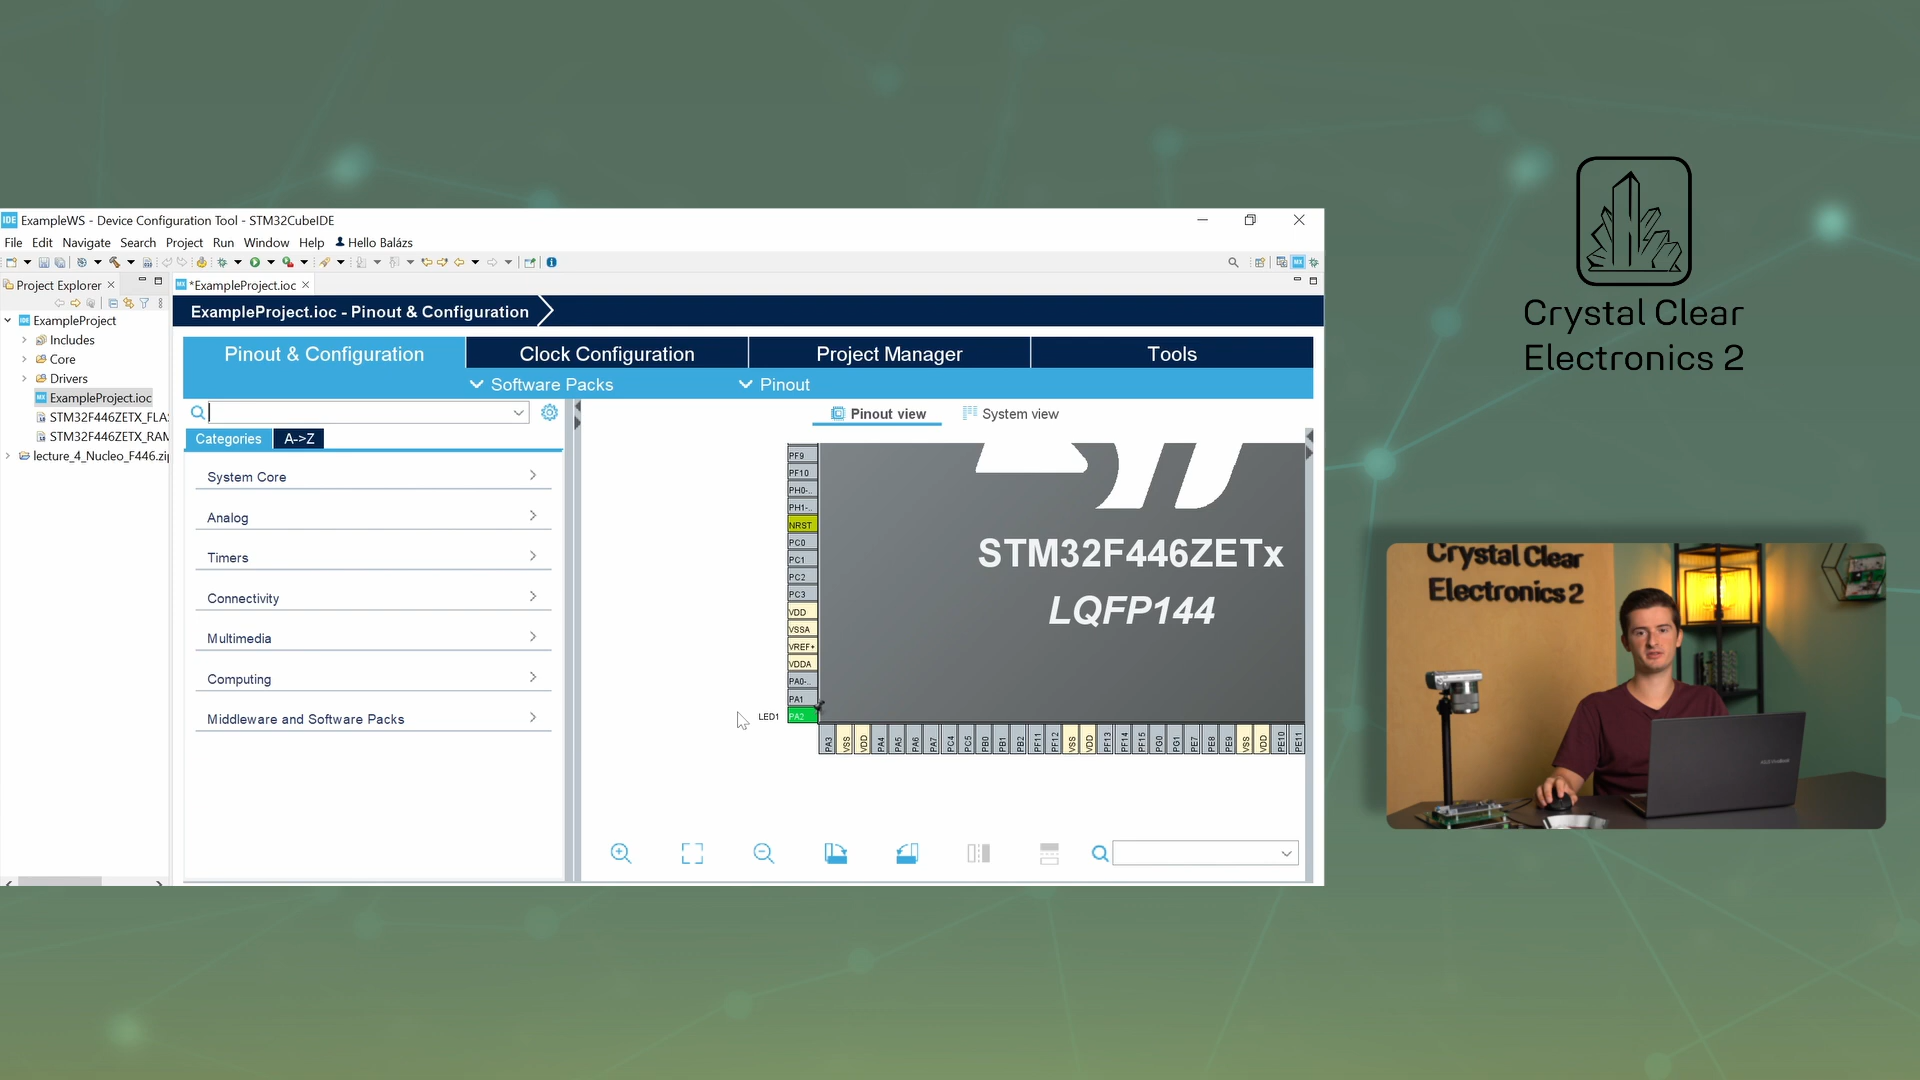 IDE ExampleWS - Device Configuration Tool - STM32CubeIDE
File Edit Navigate Search Project Run Window Help Hello Balázs
Project Explorer
*ExampleProject.ioc
ExampleProject.ioc - Pinout & Configuration
ExampleProject
Includes
Core
Drivers
ExampleProject.ioc
STM32F446ZETX_FLA
STM32F446ZETX_RAM
lecture_4_Nucleo_F446.zip
Pinout & Configuration
Clock Configuration
Project Manager
Tools
Software Packs
Pinout
Categories
A->Z
System Core
Analog
Timers
Connectivity
Multimedia
Computing
Middleware and Software Packs
Pinout view
System view
PF9
PF10
PH0-..
PH1-..
NRST
PC0
PC1
PC2
PC3
VDD
VSSA
VREF+
VDDA
PA0-..
PA1
LED1 PA2
STM32F446ZETx
LQFP144
PA3
VSS
VDD
PA4
PA5
PA6
PA7
PC4
PC5
PB0
PB1
PB2
PF11
PF12
VSS
VDD
PF13
PF14
PF15
PG0
PG1
PE7
PE8
PE9
VSS
VDD
PE10
PE11
Crystal Clear
Electronics 2
Crystal Clear
Electronics 2